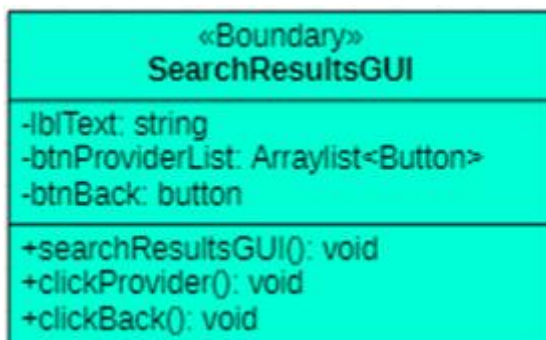 «Boundary»
SearchResultsGUI
-lblText: string
-btnProviderList: Arraylist<Button>
-btnBack: button
+searchResultsGUI(): void
+clickProvider(): void
+clickBack(): void